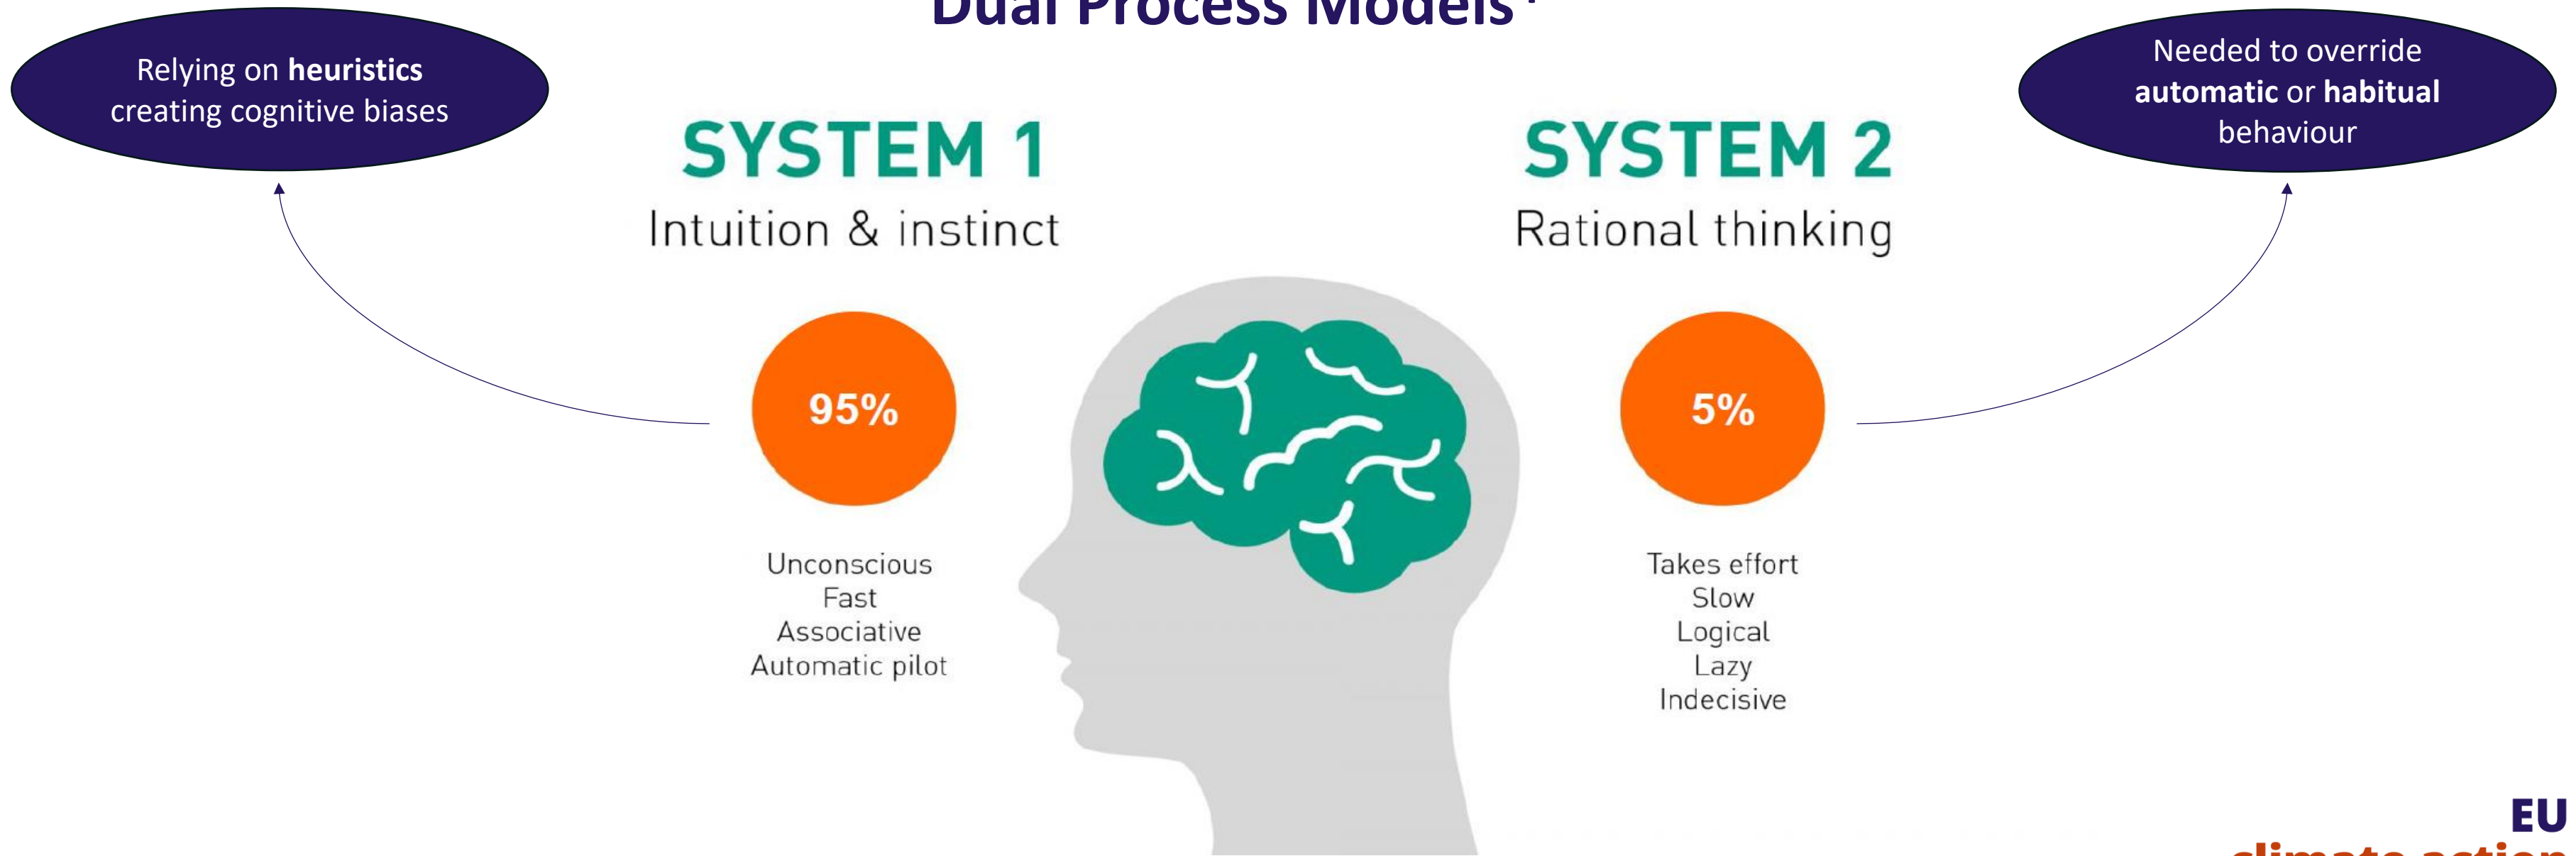 Dual Process Models
Relying on heuristics
creating cognitive biases
Needed to override
automatic or habitual
behaviour
SYSTEM 1
Intuition & instinct
SYSTEM 2
Rational thinking
95%
5%
Unconscious
Fast
Associative
Automatic pilot
Takes effort
Slow
Logical
Lazy
Indecisive
EU
climate action